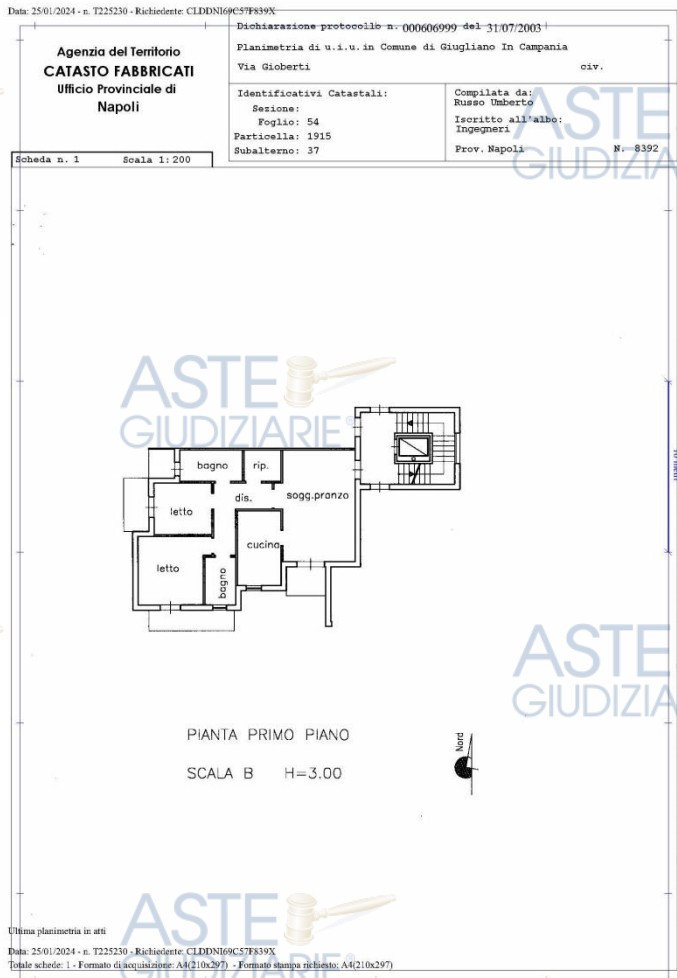 Data: 25/01/2024 - n. T225230 - Richiedente: CLDDNI69C57F839X
Agenzia del Territorio
CATASTO FABBRICATI
Ufficio Provinciale di
Napoli
Scheda n. 1 Scala 1:200
Dichiarazione protocollo n. 000606999 del 31/07/2003
Planimetria di u.i.u. in Comune di Giugliano In Campania
Via Gioberti civ.
Identificativi Catastali:
Sezione:
Foglio: 54
Particella: 1915
Subalterno: 37
Compilata da:
Russo Umberto
Iscritto all'albo:
Ingegneri
Prov. Napoli N. 8392
ASTE
GIUDIZIA
ASTE
GIUDIZIARIE®
bagno
rip.
dis.
sogg.pranzo
letto
cucina
letto
bagno
ASTE
GIUDIZIA
PIANTA PRIMO PIANO
SCALA B H=3.00
Nord
ASTE
GIUDIZIARIE
Ultima planimetria in atti
Data: 25/01/2024 - n. T225230 - Richiedente: CLDDNI69C57F839X
Totale schede: 1 - Formato di acquisizione: A4(210x297) - Formato stampa richiesto: A4(210x297)